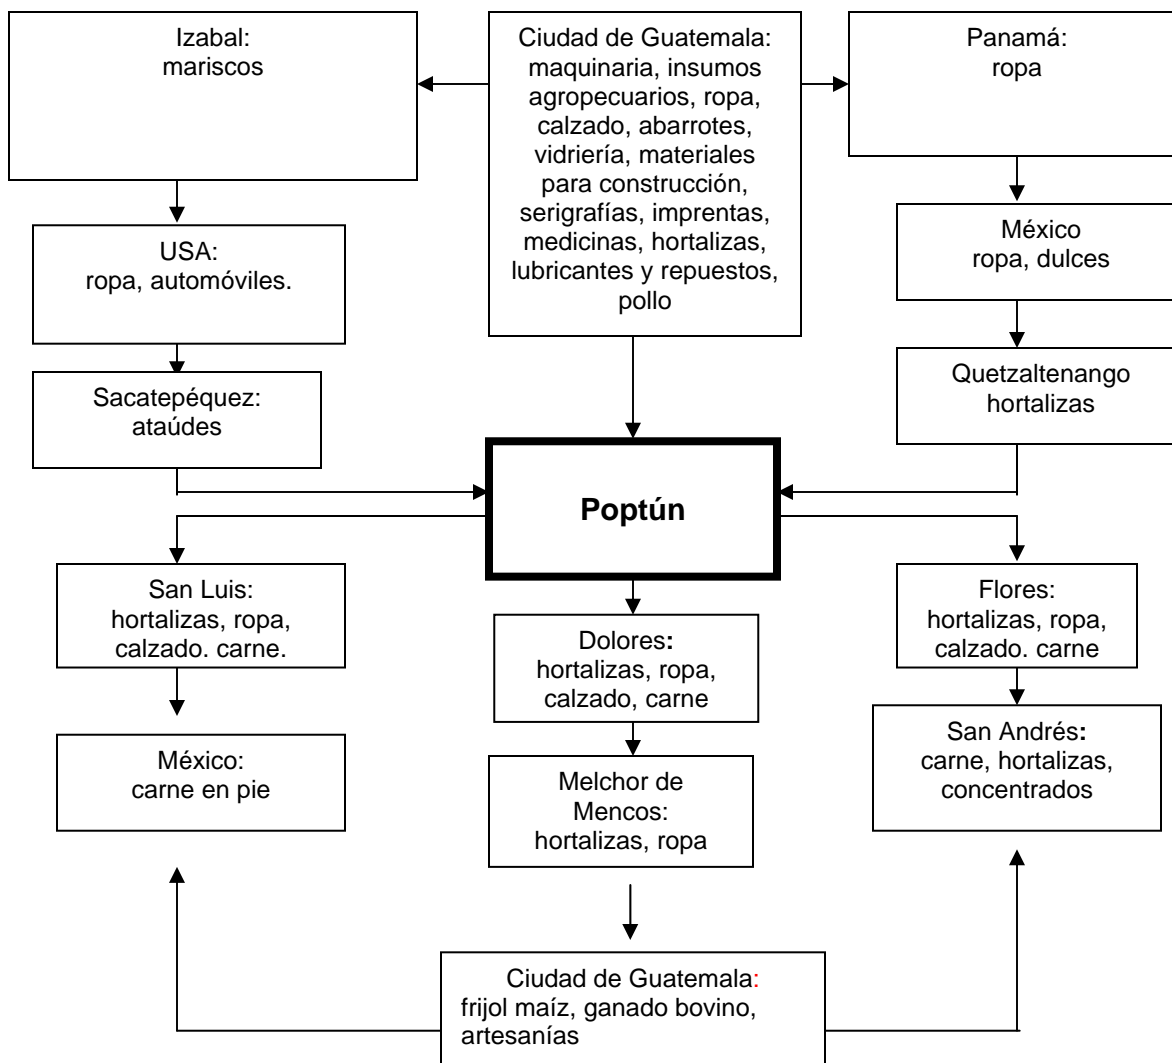 Izabal:
mariscos
Ciudad de Guatemala:
maquinaria, insumos
agropecuarios, ropa,
calzado, abarrotes,
vidriería, materiales
para construcción,
serigrafías, imprentas,
medicinas, hortalizas,
lubricantes y repuestos,
pollo
Panamá:
ropa
USA:
ropa, automóviles.
México
ropa, dulces
Sacatepéquez:
ataúdes
Quetzaltenango
hortalizas
Poptún
San Luis:
hortalizas, ropa,
calzado. carne.
Dolores:
hortalizas, ropa,
calzado, carne
Flores:
hortalizas, ropa,
calzado. carne
México:
carne en pie
Melchor de
Mencos:
hortalizas, ropa
San Andrés:
carne, hortalizas,
concentrados
Ciudad de Guatemala:
frijol maíz, ganado bovino,
artesanías